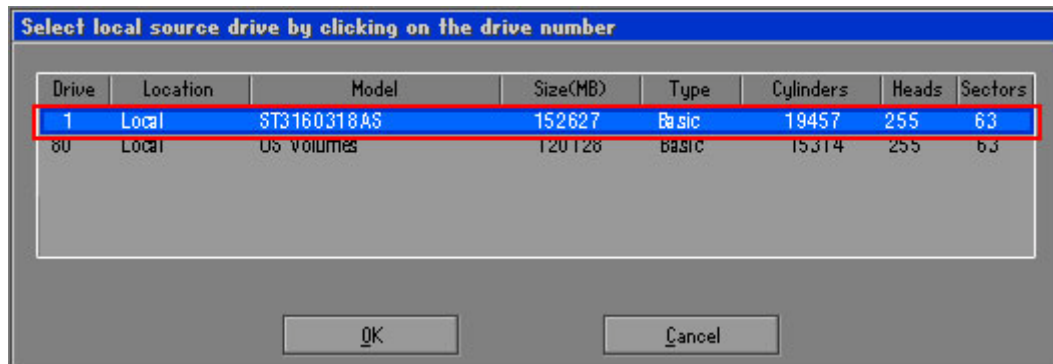 Select local source drive by clicking on the drive number
Drive Location Model Size(MB) Type Cylinders Heads Sectors
1 Local ST3160318AS 152627 Basic 19457 255 63
80 Local OS Volumes 120128 Basic 15314 255 63
OK Cancel